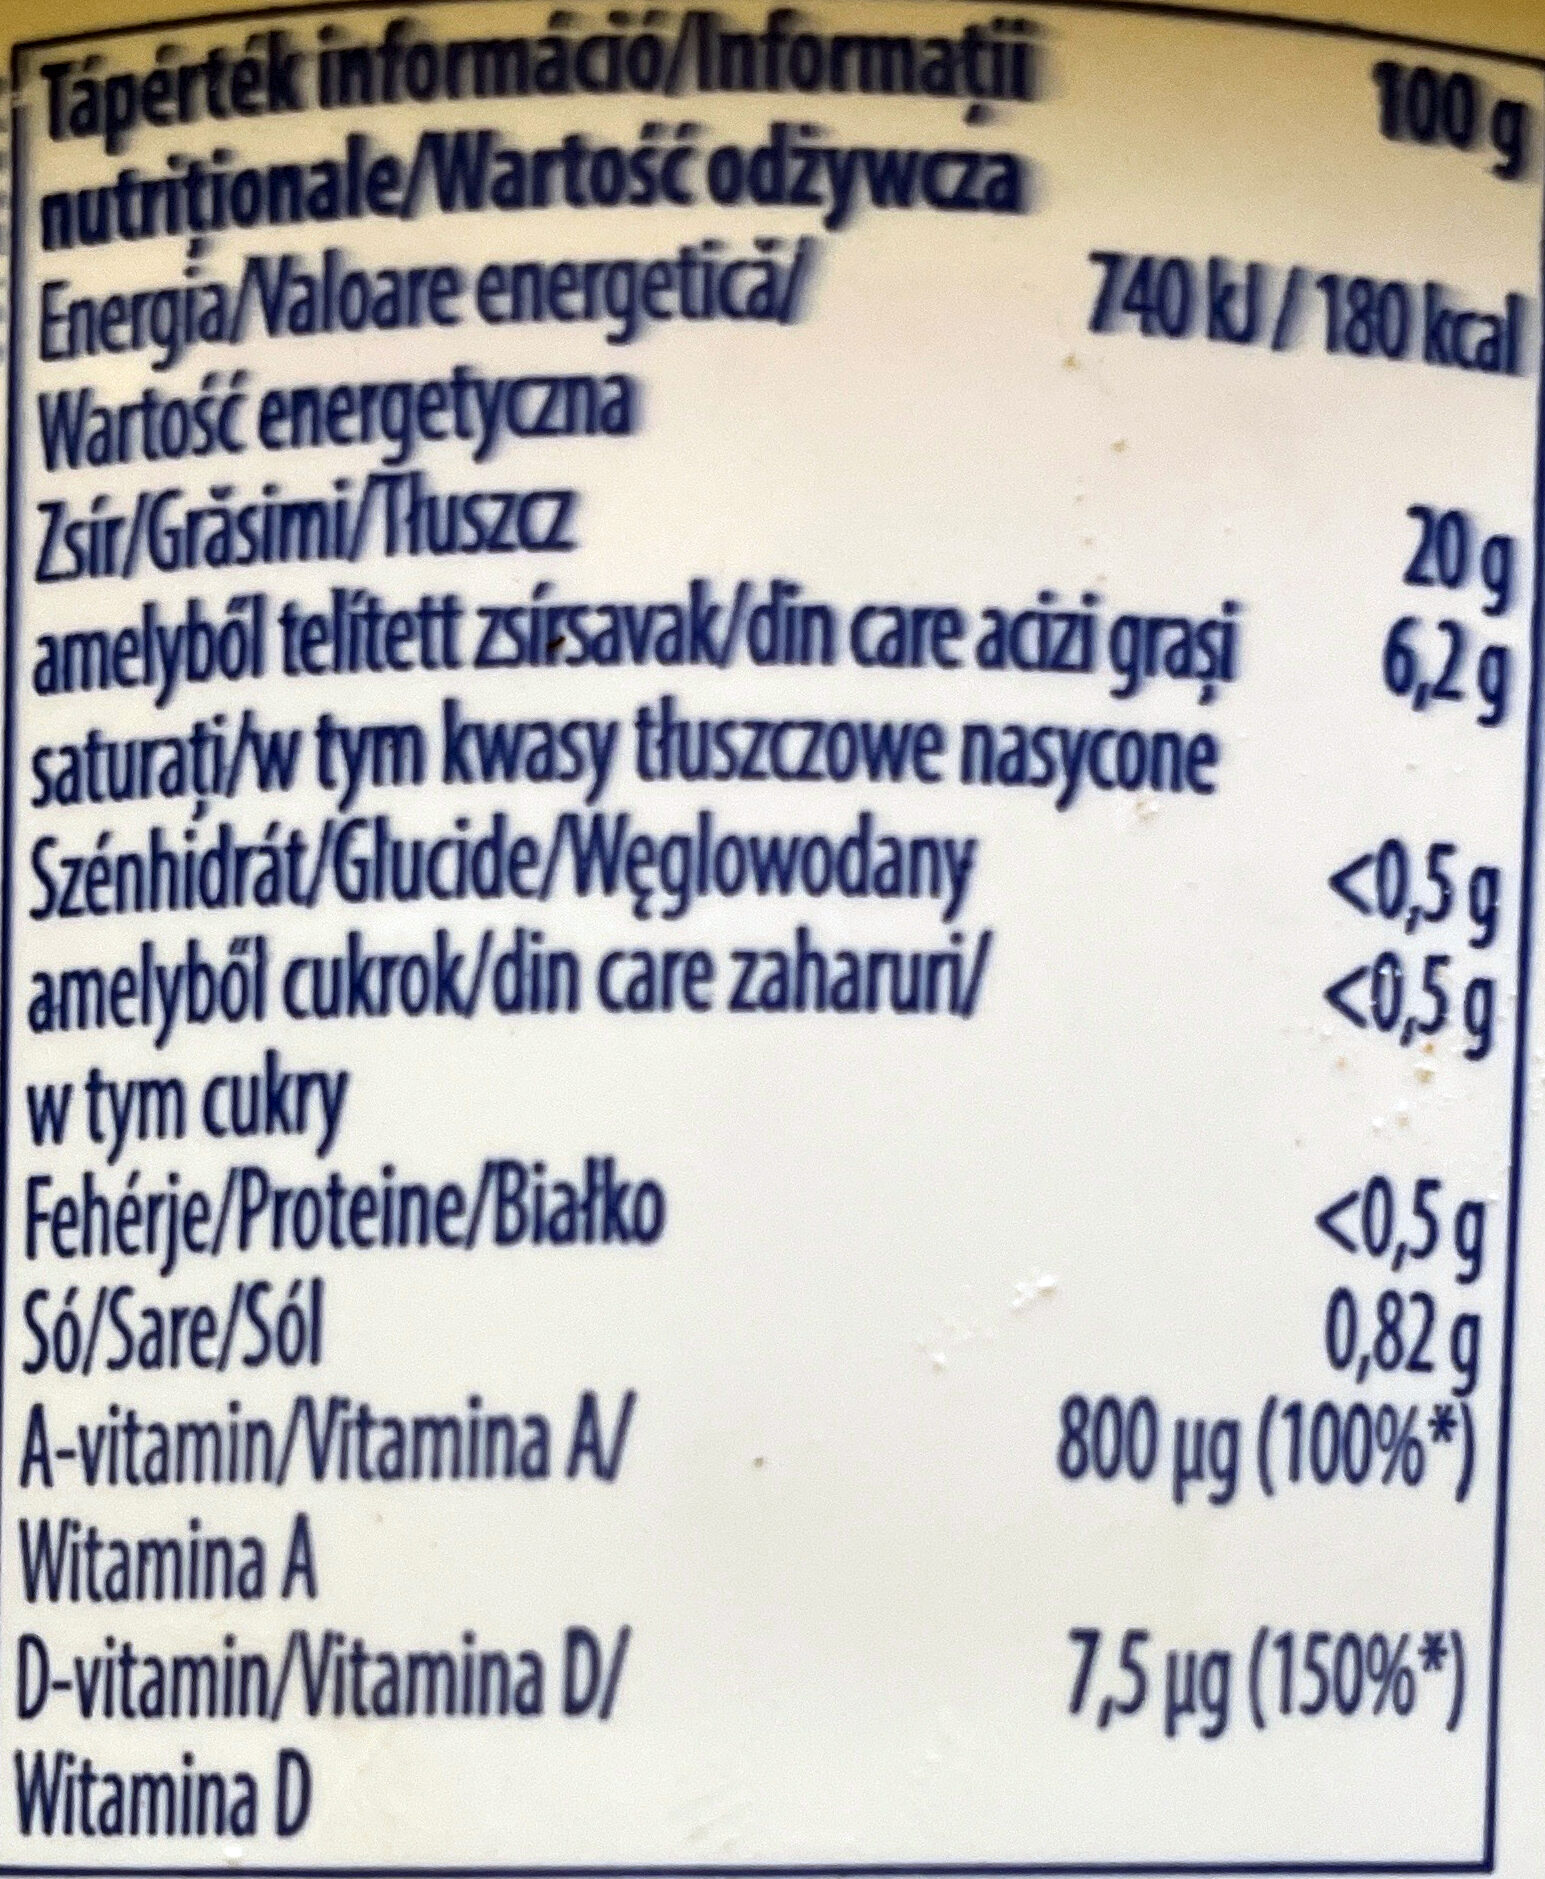 Tápérték információ/Informații 100 g
nutriționale/Wartość odżywcza
Energia/Valoare energetică/ 740 kJ / 180 kcal
Wartość energetyczna
Zsír/Grăsimi/Tłuszcz 20 g
amelyből telített zsírsavak/din care acizi grași 6,2 g
saturați/w tym kwasy tłuszczowe nasycone
Szénhidrát/Glucide/Węglowodany <0,5 g
amelyből cukrok/din care zaharuri/ <0,5 g
w tym cukry
Fehérje/Proteine/Białko <0,5 g
Só/Sare/Sól 0,82 g
A-vitamin/Vitamina A/ 800 µg (100%*)
Witamina A
D-vitamin/Vitamina D/ 7,5 µg (150%*)
Witamina D